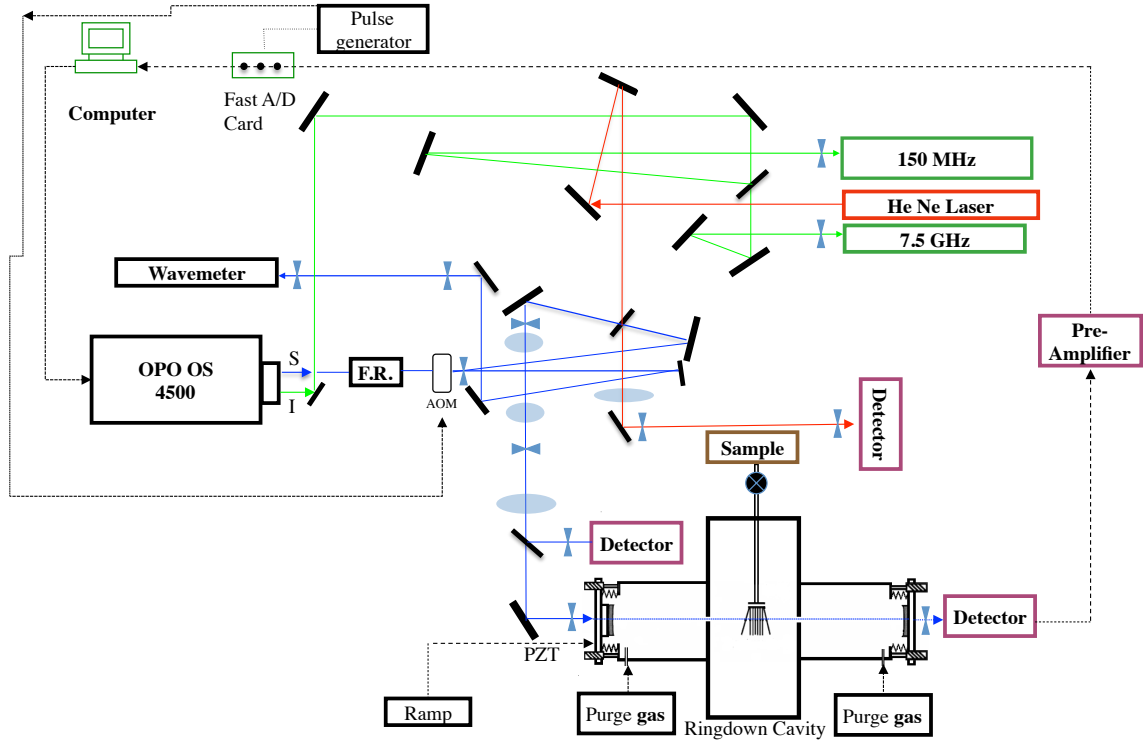 Pulse
generator
Computer
Fast A/D
Card
150 MHz
He Ne Laser
7.5 GHz
Wavemeter
Pre-
Amplifier
OPO OS
4500
S
I
F.R.
AOM
Detector
Sample
Detector
Detector
PZT
Ramp
Purge gas
Ringdown Cavity
Purge gas